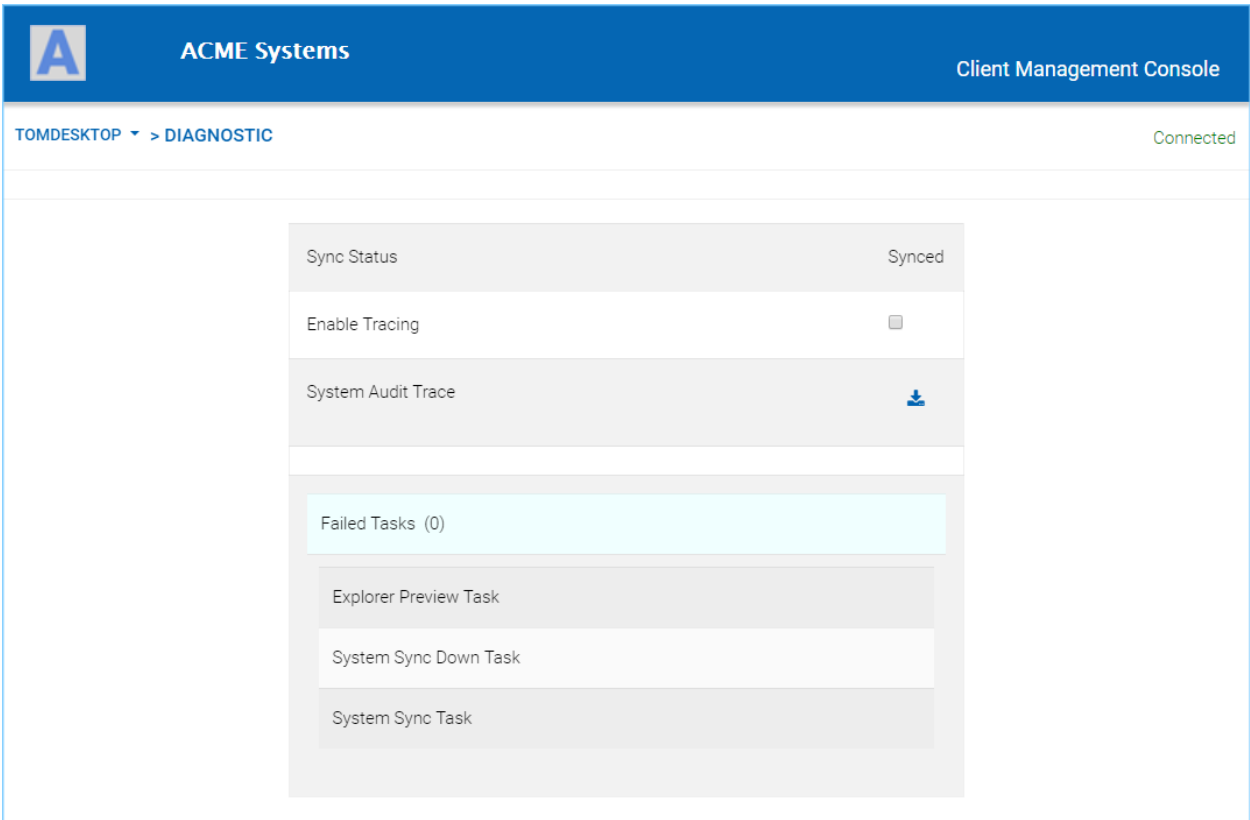 A
ACME Systems
Client Management Console
TOMDESKTOP > DIAGNOSTIC
Connected
Sync Status Synced
Enable Tracing
System Audit Trace
Failed Tasks (0)
Explorer Preview Task
System Sync Down Task
System Sync Task